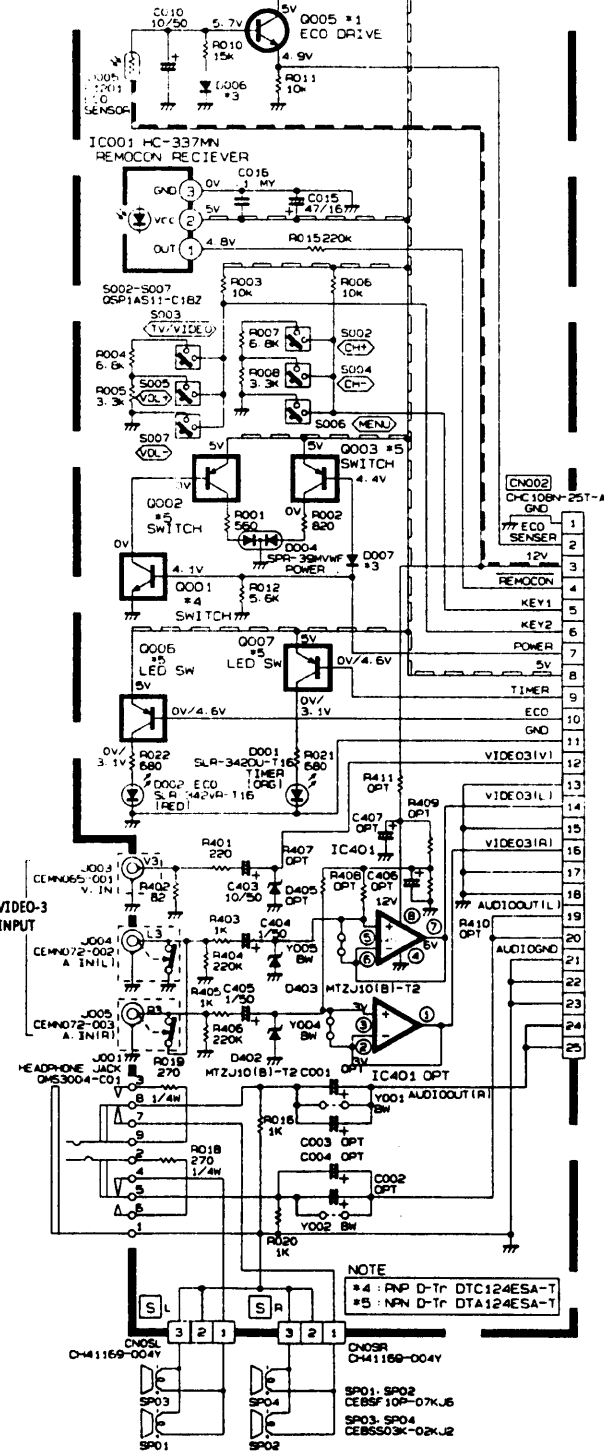 C010
10/50
5.7V
5V
Q005 *1
ECO DRIVE
4.9V
R010
15K
D006
*3
R011
10K
SENSOR
IC001 HC-337MN
REMOCON RECIEVER
GND 3 0V
C016
.1 MY
VCC 2 5V
C015
47/16
OUT 1 4.8V
R015 220K
S002-S007
QSP1AS11-C18Z
R003
10K
R006
10K
S003
TV/VIDEO
R004
6.8K
R007
6.8K
S002
CH+
R005
3.3K
S005
VOL+
R008
3.3K
S004
CH-
S007
VOL-
S006 MENU
5V
5V
Q003 *5
SWITCH
0V
4.4V
Q002
*5
SWITCH
0V
R001
560
0V
R002
820
D004
SPR-39MVWF
POWER
D007
*3
0V
4.1V
Q001
*4
SWITCH
R012
5.6K
CN002
CHC10BN-25T-A
GND 1
ECO
SENSER 2
12V 3
REMOCON 4
KEY1 5
KEY2 6
POWER 7
5V 8
TIMER 9
ECO 10
GND 11
VIDEO3(V) 12
13
VIDEO3(L) 14
15
VIDEO3(R) 16
17
18
AUDIOOUT(L) 19
20
AUDIOGND 21
22
23
24
25
Q006
*5
LED SW
5V
Q007
*5
LED SW
5V
0V/4.6V
0V/4.6V
0V/
3.1V
0V/
3.1V
R022
680
D001
SLR-342DU-T16
TIMER
(ORG)
R021
680
D002 ECO
SLR-342VR-T16
(RED)
R411
OPT
R409
OPT
C407
OPT
IC401
VIDEO-3
INPUT
J003
CEMN065-001
V. IN
V3
R401
220
R402
82
C403
10/50
R407
OPT
D405
OPT
R408
OPT
C406
OPT
12V
R410
OPT
J004
CEMN072-002
A. IN(L)
L3
R403
1K
R404
220K
C404
1/50
Y005
BW
5
6
8
7
6V
4
D403
MTZJ10(B)-T2
J005
CEMN072-003
A. IN(R)
R3
R405
1K
R406
220K
C405
1/50
Y004
BW
3V
3
2
3V
1
OPT
D402
MTZJ10(B)-T2
IC401 OPT
J001
HEADPHONE JACK
QMS3004-C01
R019
270
1/4W
3
8
7
9
2
4
5
6
1
R018
270
1/4W
C001
Y001
BW
AUDIOOUT(R)
R016
1K
C003 OPT
C004 OPT
C002
OPT
R020
1K
Y002 BW
NOTE
*4 : PNP D-Tr DTC124ESA-T
*5 : NPN D-Tr DTA124ESA-T
S L
S R
3 2 1
3 2 1
CN0SL
CH41169-004Y
CN0SR
CH41169-004Y
SP03
SP04
SP01
SP02
SP01, SP02
CEBSF10P-07KJ6
SP03, SP04
CEBSS03K-02KJ2